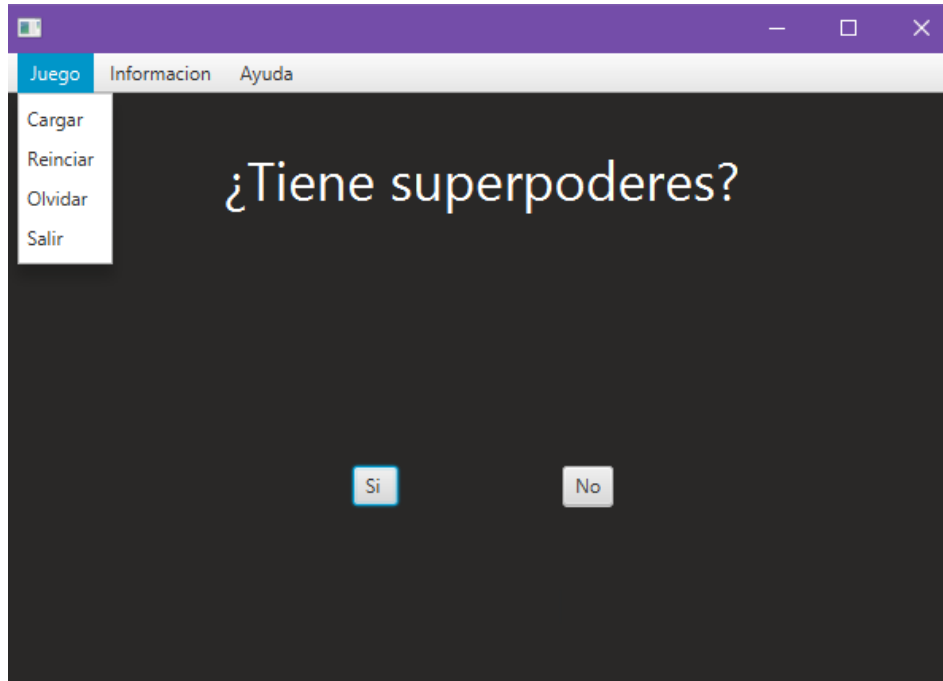 Juego Informacion Ayuda
Cargar
Reinciar
Olvidar
Salir
¿Tiene superpoderes?
Si No